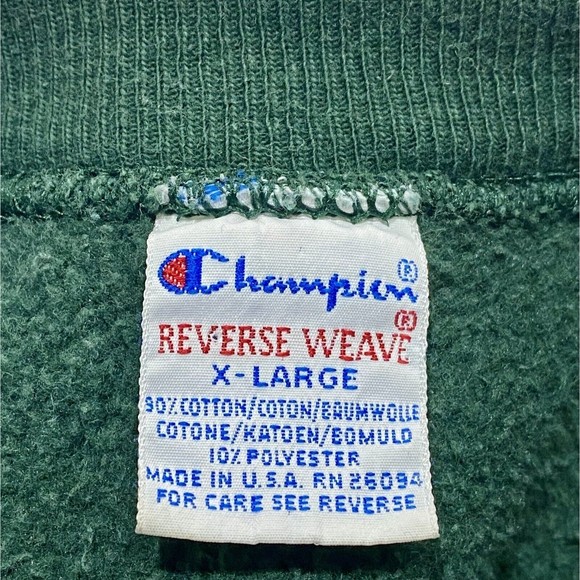 Champion ®
REVERSE WEAVE ®
X-LARGE
90% COTTON/COTON/BAUMWOLLE
COTONE/KATOEN/BOMULD
10% POLYESTER
MADE IN U.S.A. RN 26094
FOR CARE SEE REVERSE